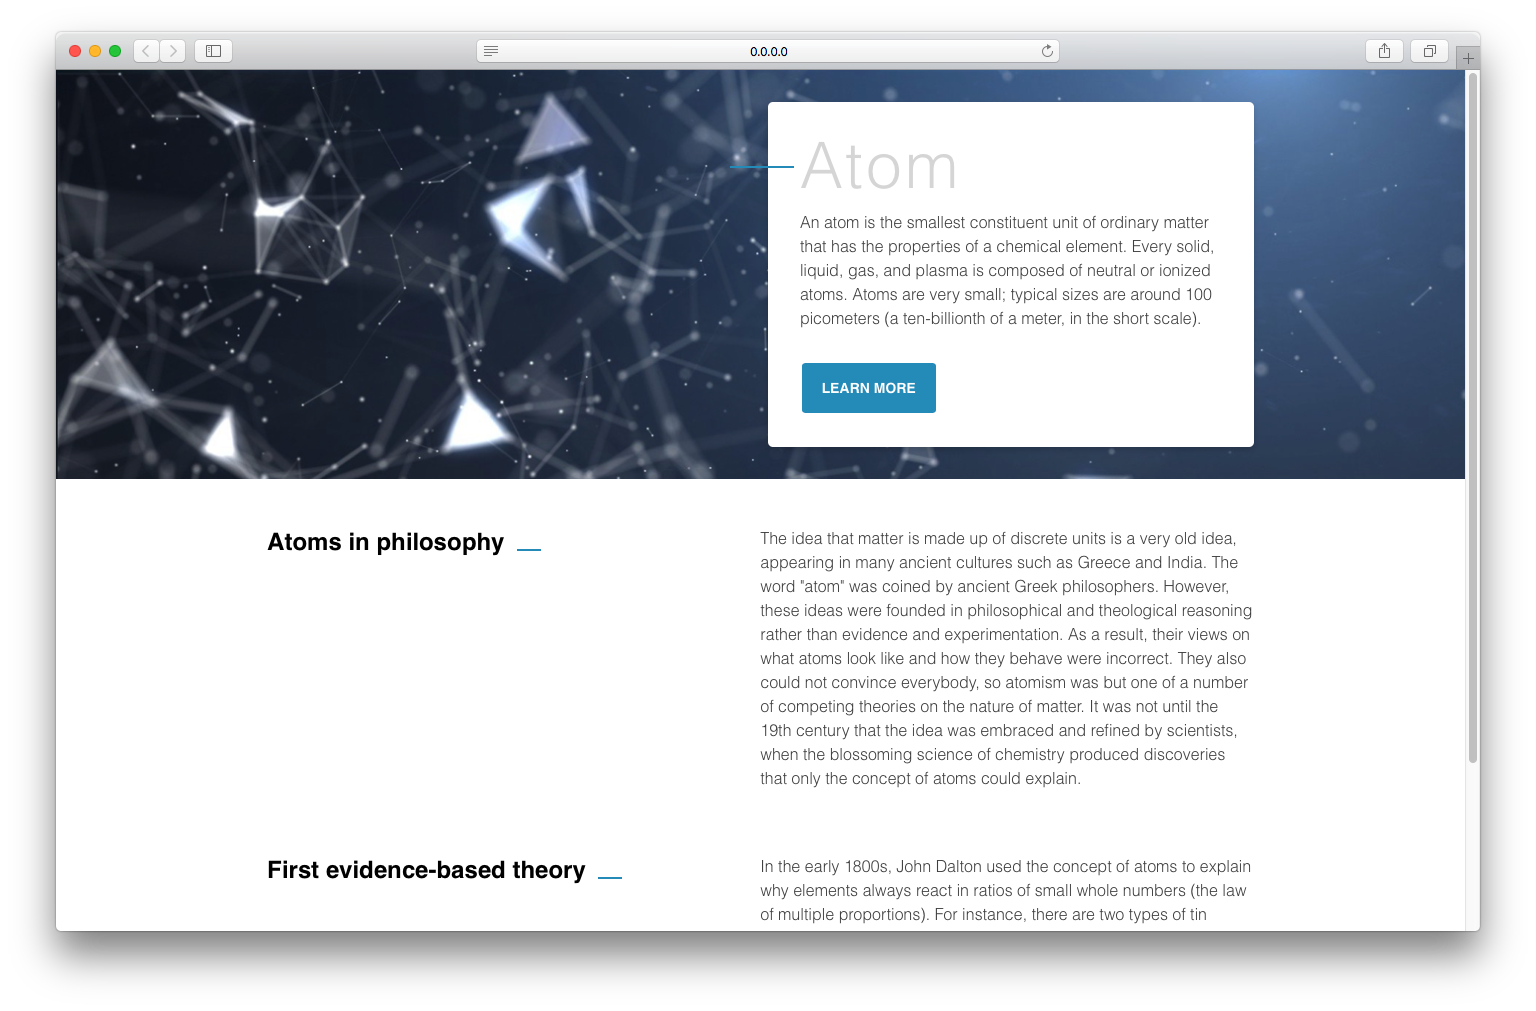 0.0.0.0
Atom
An atom is the smallest constituent unit of ordinary matter
that has the properties of a chemical element. Every solid,
liquid, gas, and plasma is composed of neutral or ionized
atoms. Atoms are very small; typical sizes are around 100
picometers (a ten-billionth of a meter, in the short scale).
LEARN MORE
Atoms in philosophy
The idea that matter is made up of discrete units is a very old idea,
appearing in many ancient cultures such as Greece and India. The
word "atom" was coined by ancient Greek philosophers. However,
these ideas were founded in philosophical and theological reasoning
rather than evidence and experimentation. As a result, their views on
what atoms look like and how they behave were incorrect. They also
could not convince everybody, so atomism was but one of a number
of competing theories on the nature of matter. It was not until the
19th century that the idea was embraced and refined by scientists,
when the blossoming science of chemistry produced discoveries
that only the concept of atoms could explain.
First evidence-based theory
In the early 1800s, John Dalton used the concept of atoms to explain
why elements always react in ratios of small whole numbers (the law
of multiple proportions). For instance, there are two types of tin